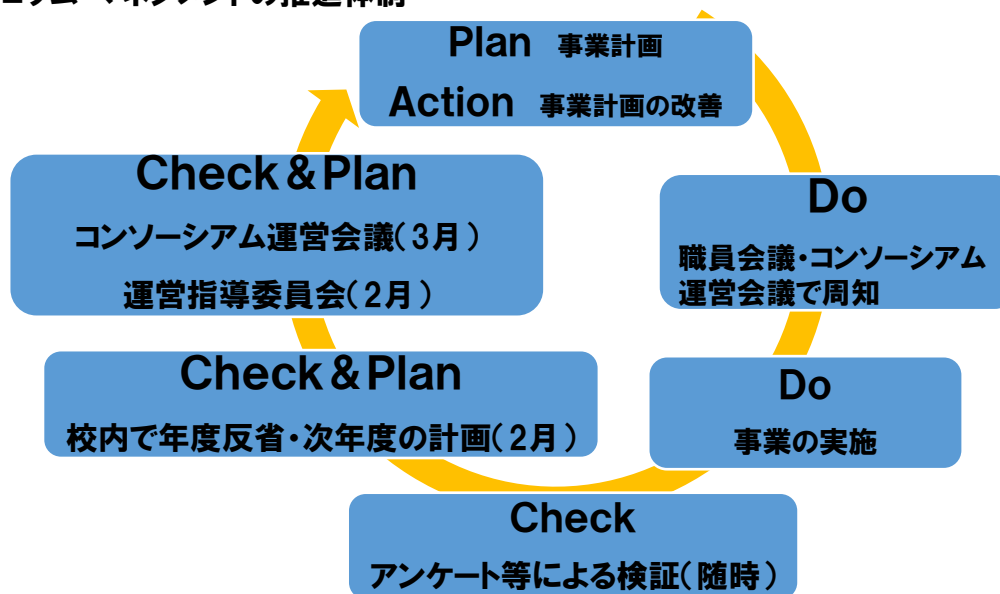 Plan 事業計画
Action 事業計画の改善
Do
職員会議・コンソーシアム
運営会議で周知
Do
事業の実施
Check
アンケート等による検証(随時)
Check&Plan
校内で年度反省・次年度の計画(2月)
Check&Plan
コンソーシアム運営会議(3月)
運営指導委員会(2月)